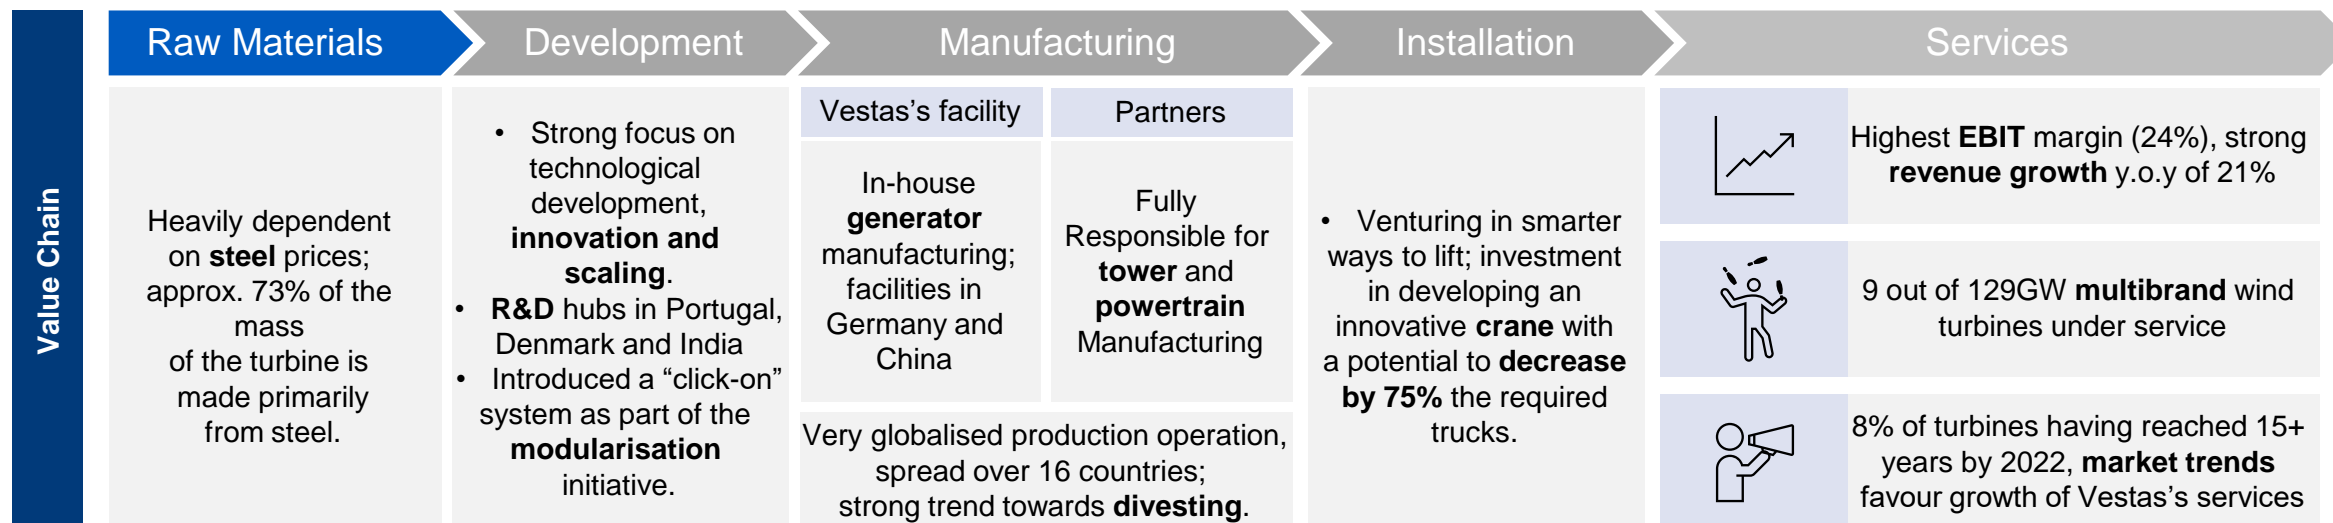 Value Chain
Raw Materials
Heavily dependent
on steel prices;
approx. 73% of the
mass
of the turbine is
made primarily
from steel.
Development
• Strong focus on
technological
development,
innovation and
scaling.
• R&D hubs in Portugal,
Denmark and India
• Introduced a “click-on”
system as part of the
modularisation
initiative.
Manufacturing
Vestas’s facility
In-house
generator
manufacturing;
facilities in
Germany and
China
Partners
Fully
Responsible for
tower and
powertrain
Manufacturing
Very globalised production operation,
spread over 16 countries;
strong trend towards divesting.
Installation
• Venturing in smarter
ways to lift; investment
in developing an
innovative crane with
a potential to decrease
by 75% the required
trucks.
Services
Highest EBIT margin (24%), strong
revenue growth y.o.y of 21%
9 out of 129GW multibrand wind
turbines under service
8% of turbines having reached 15+
years by 2022, market trends
favour growth of Vestas’s services